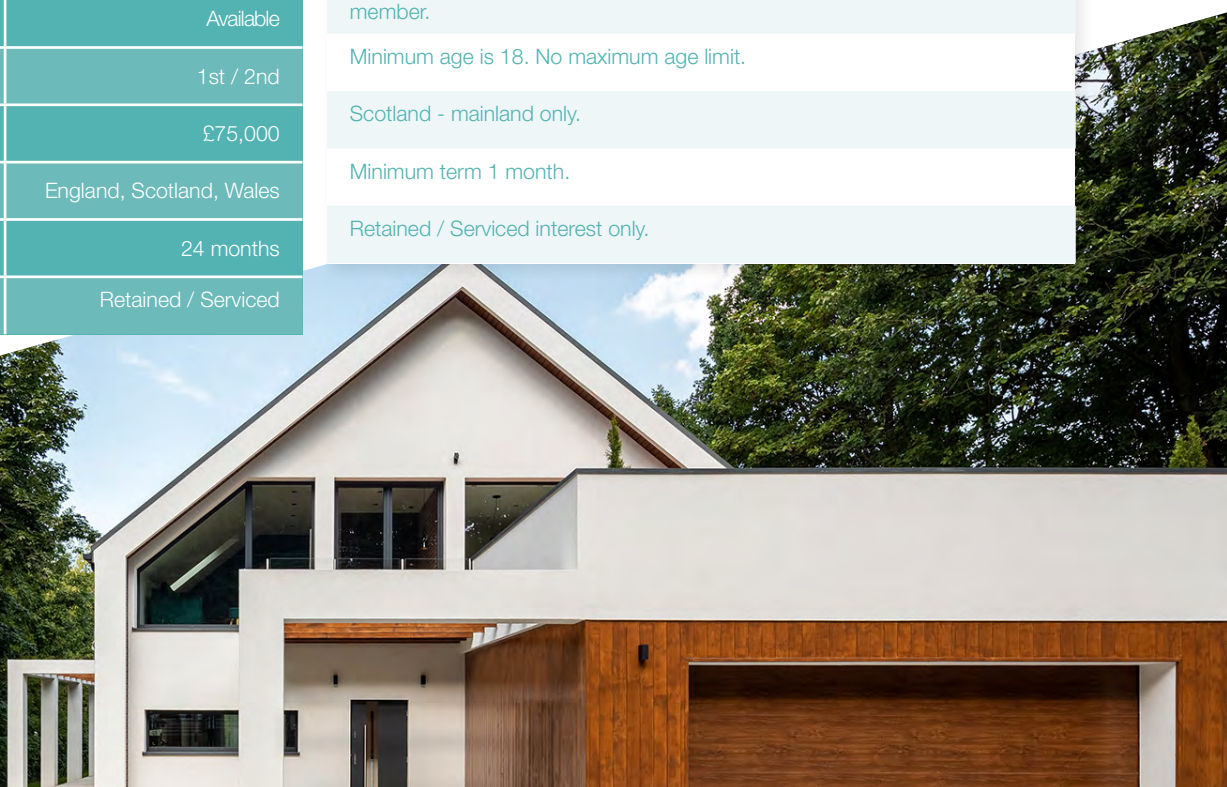 Available
1st / 2nd
£75,000
England, Scotland, Wales
24 months
Retained / Serviced
member.
Minimum age is 18. No maximum age limit.
Scotland - mainland only.
Minimum term 1 month.
Retained / Serviced interest only.